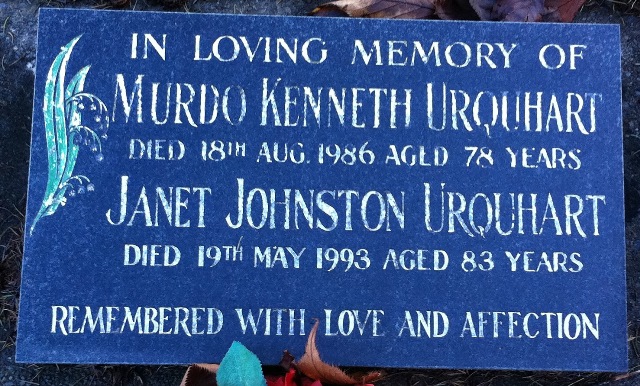 IN LOVING MEMORY OF
MURDO KENNETH URQUHART
DIED 18TH AUG. 1986 AGED 78 YEARS
JANET JOHNSTON URQUHART
DIED 19TH MAY 1993 AGED 83 YEARS
REMEMBERED WITH LOVE AND AFFECTION